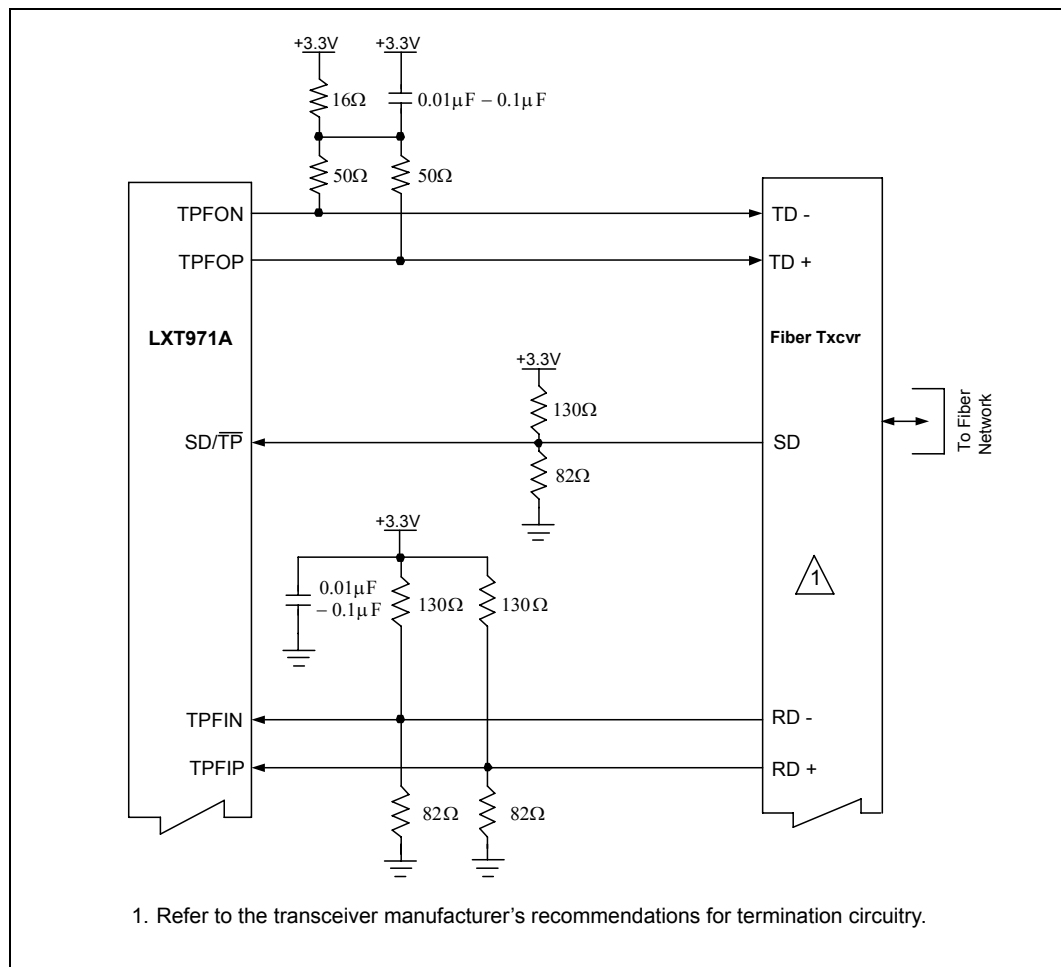 +3.3V +3.3V
16Ω 0.01µF – 0.1µF
50Ω 50Ω
TPFON TD -
TPFOP TD +
LXT971A Fiber Txcvr
+3.3V
130Ω
SD/T̅P̅ SD
82Ω
To Fiber
Network
+3.3V
0.01µF
– 0.1µF
130Ω 130Ω
1
TPFIN RD -
TPFIP RD +
82Ω 82Ω
1. Refer to the transceiver manufacturer’s recommendations for termination circuitry.